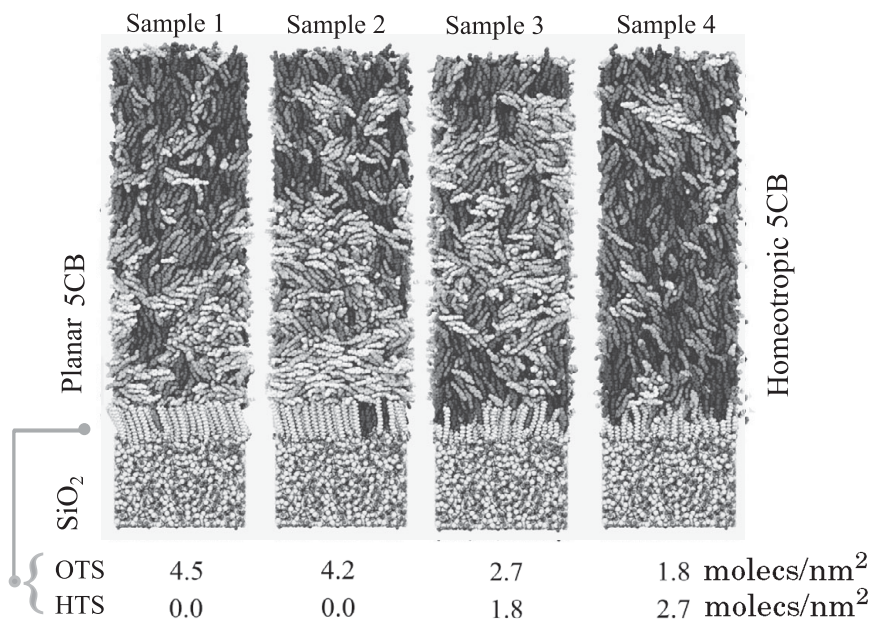 Sample 1 Sample 2 Sample 3 Sample 4
Planar 5CB
Homeotropic 5CB
SiO₂
OTS 4.5 4.2 2.7 1.8 molecs/nm²
HTS 0.0 0.0 1.8 2.7 molecs/nm²